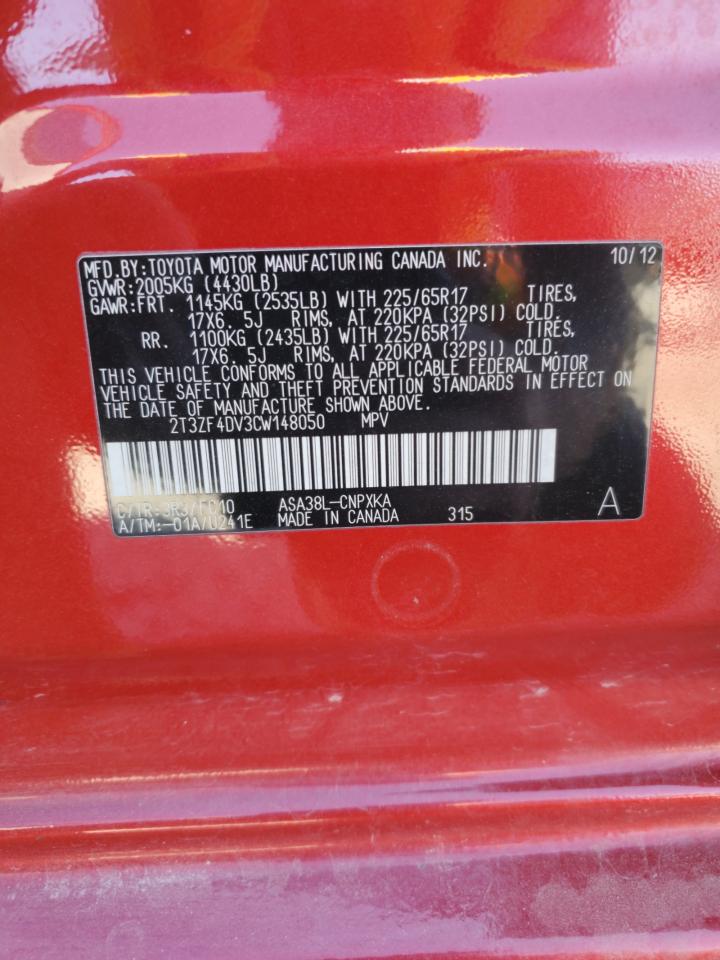 MFD.BY:TOYOTA MOTOR MANUFACTURING CANADA INC. 10/12
GVWR:2005KG (4430LB)
GAWR:FRT. 1145KG (2535LB) WITH 225/65R17 TIRES,
17X6. 5J RIMS, AT 220KPA (32PSI) COLD.
RR. 1100KG (2435LB) WITH 225/65R17 TIRES,
17X6. 5J RIMS, AT 220KPA (32PSI) COLD.
THIS VEHICLE CONFORMS TO ALL APPLICABLE FEDERAL MOTOR
VEHICLE SAFETY AND THEFT PREVENTION STANDARDS IN EFFECT ON
THE DATE OF MANUFACTURE SHOWN ABOVE.
2T3ZF4DV3CW148050 MPV
C/TR:3R3/FC10 ASA38L-CNPXKA
A/TM:-01A/U241E MADE IN CANADA 315 A